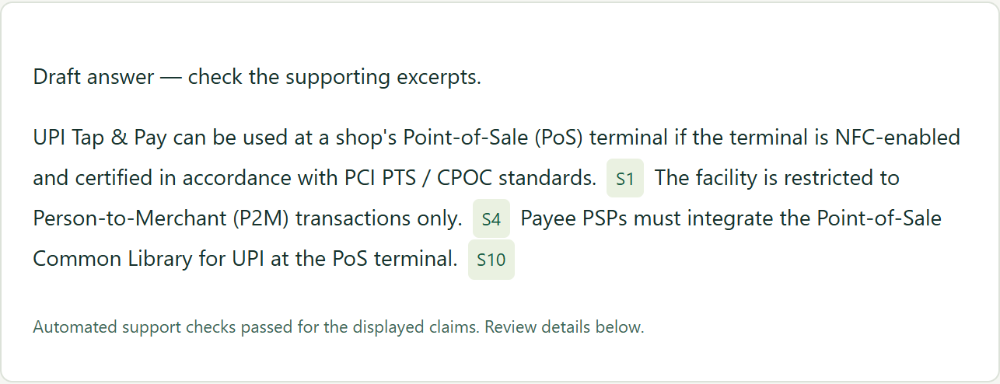 Draft answer — check the supporting excerpts.
UPI Tap & Pay can be used at a shop's Point-of-Sale (PoS) terminal if the terminal is NFC-enabled
and certified in accordance with PCI PTS / CPOC standards. S1 The facility is restricted to
Person-to-Merchant (P2M) transactions only. S4 Payee PSPs must integrate the Point-of-Sale
Common Library for UPI at the PoS terminal. S10
Automated support checks passed for the displayed claims. Review details below.